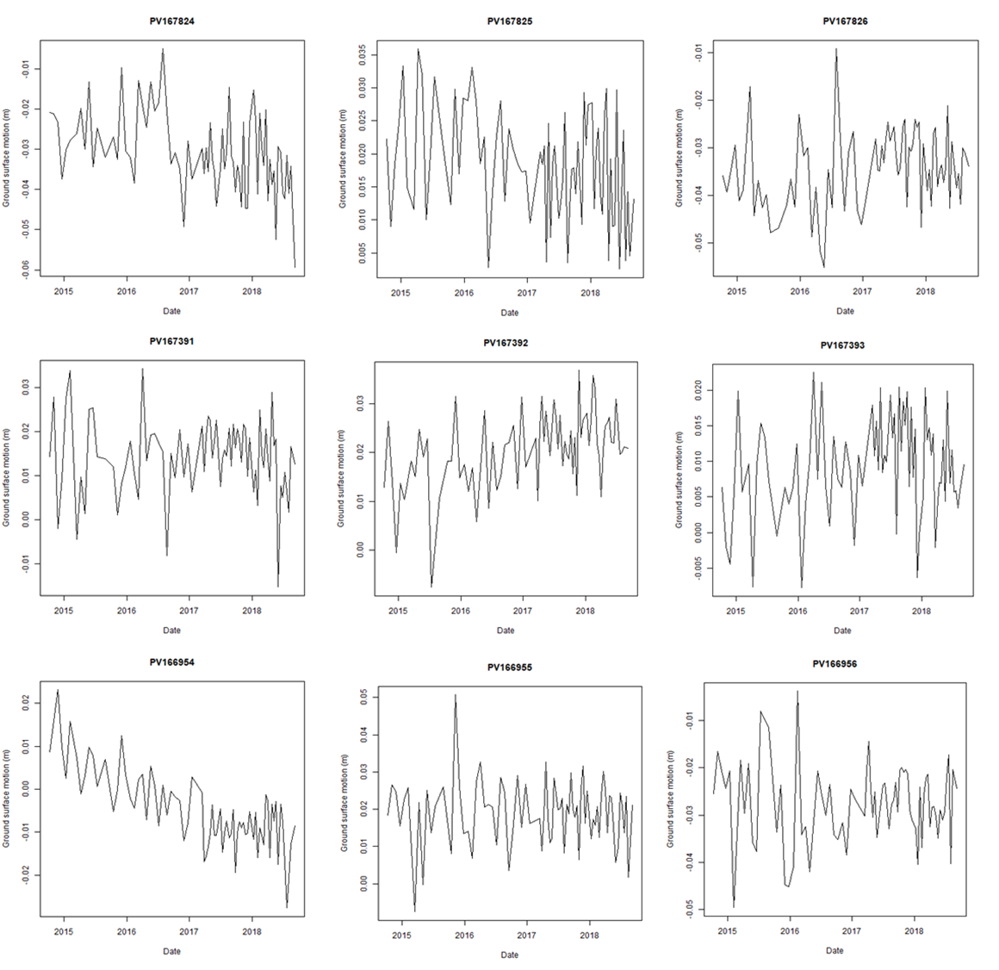 PV167824
Ground surface motion (m)
-0.01
-0.02
-0.03
-0.04
-0.05
-0.06
2015 2016 2017 2018
Date
PV167825
Ground surface motion (m)
0.035
0.030
0.025
0.020
0.015
0.010
0.005
2015 2016 2017 2018
Date
PV167826
Ground surface motion (m)
-0.01
-0.02
-0.03
-0.04
-0.05
2015 2016 2017 2018
Date
PV167391
Ground surface motion (m)
0.03
0.02
0.01
0.00
-0.01
2015 2016 2017 2018
Date
PV167392
Ground surface motion (m)
0.03
0.02
0.01
0.00
2015 2016 2017 2018
Date
PV167393
Ground surface motion (m)
0.020
0.015
0.010
0.005
0.000
-0.005
2015 2016 2017 2018
Date
PV166954
Ground surface motion (m)
0.02
0.01
0.00
-0.01
-0.02
2015 2016 2017 2018
Date
PV166955
Ground surface motion (m)
0.05
0.04
0.03
0.02
0.01
0.00
2015 2016 2017 2018
Date
PV166956
Ground surface motion (m)
-0.01
-0.02
-0.03
-0.04
-0.05
2015 2016 2017 2018
Date